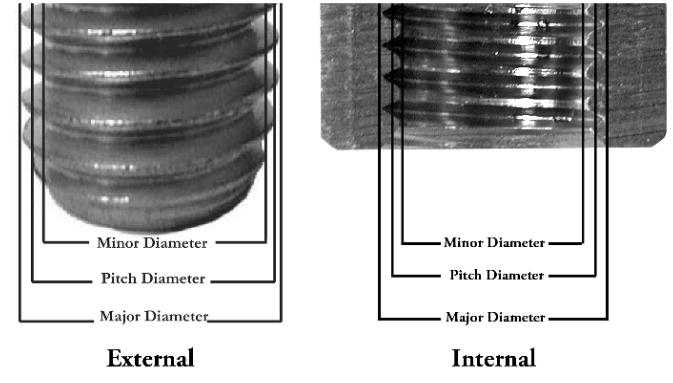 Minor Diameter
Pitch Diameter
Major Diameter
External
Minor Diameter
Pitch Diameter
Major Diameter
Internal